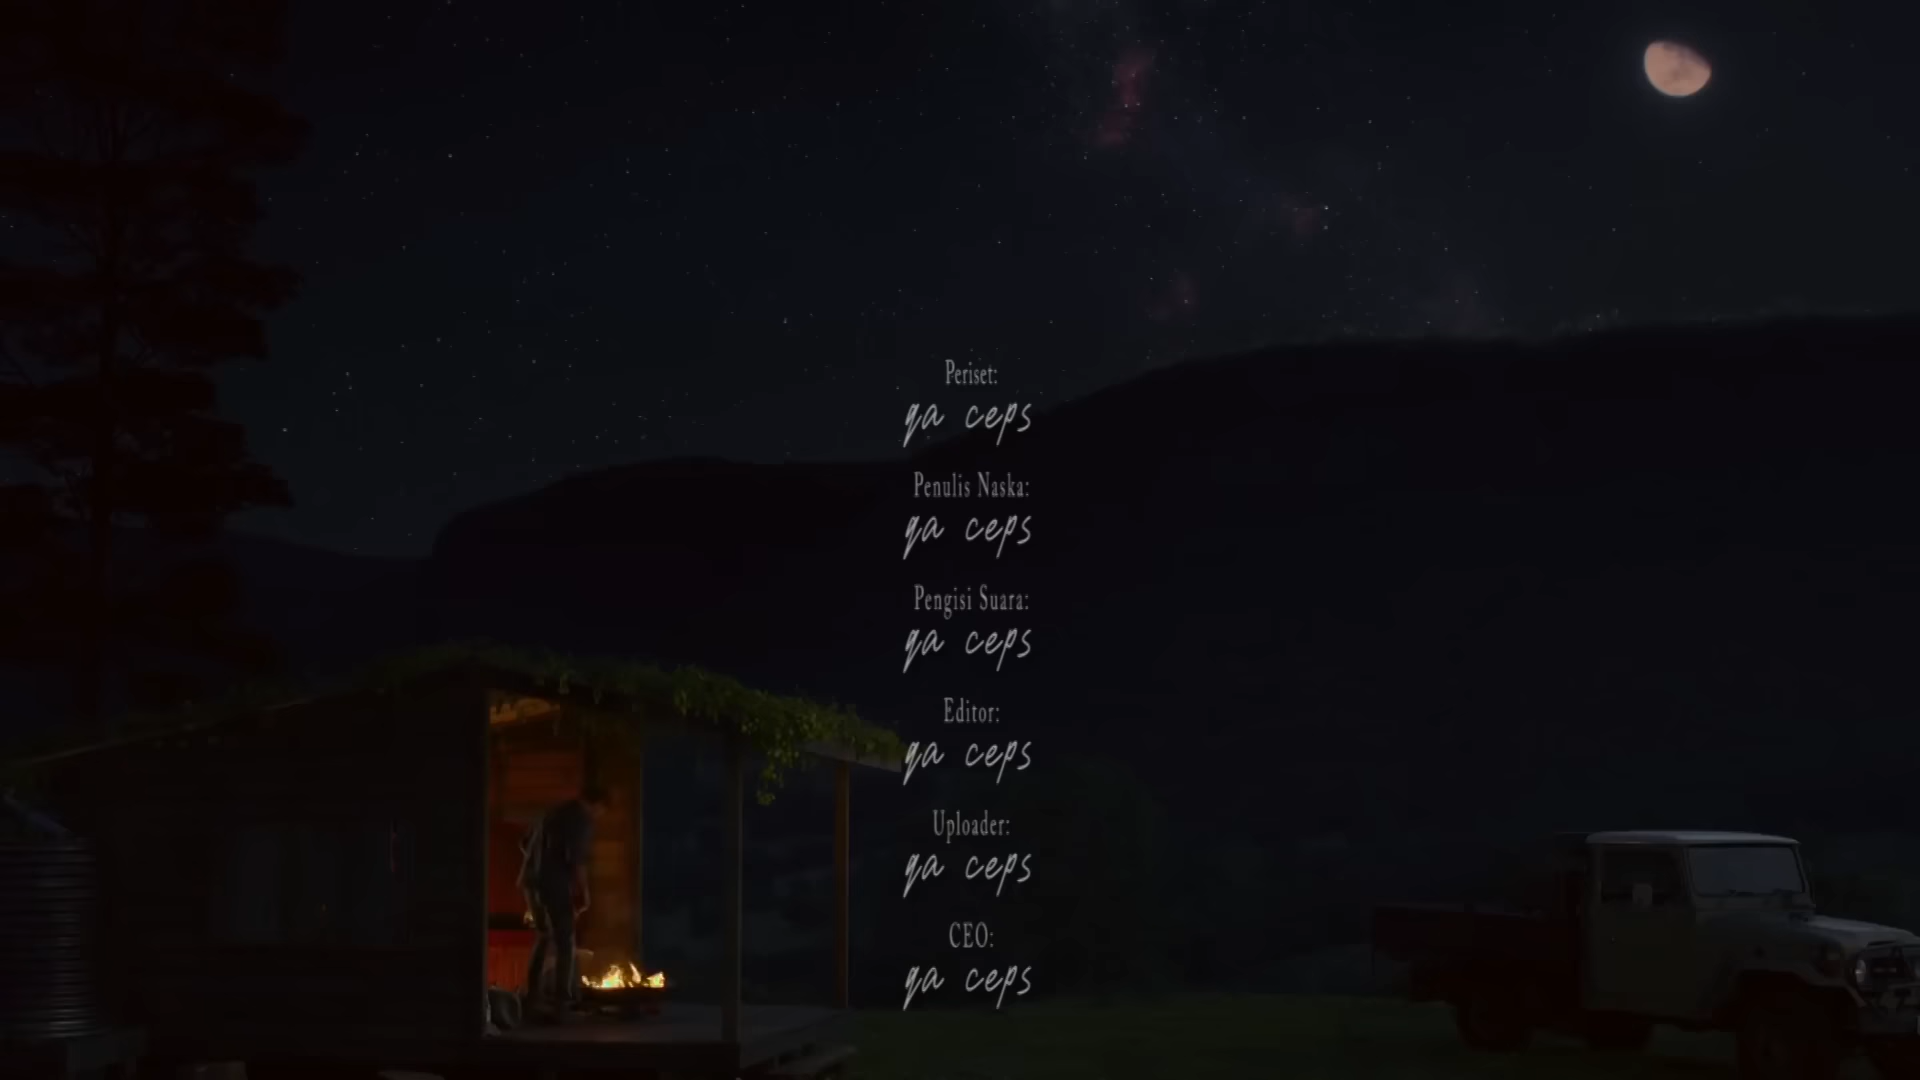 Periset:
ya ceps
Penulis Naska:
ya ceps
Pengisi Suara:
ya ceps
Editor:
ya ceps
Uploader:
ya ceps
CEO:
ya ceps